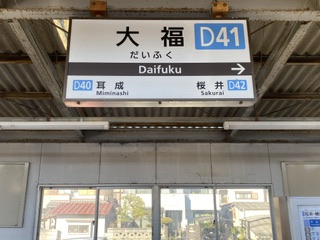 大福 D41
だいふく
Daifuku →
D40 耳成 桜井 D42
Miminashi Sakurai